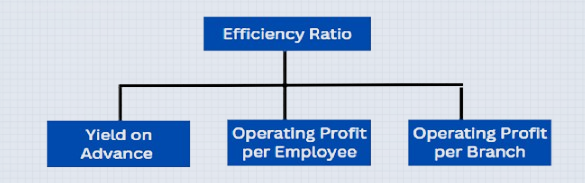 Efficiency Ratio
Yield on
Advance
Operating Profit
per Employee
Operating Profit
per Branch